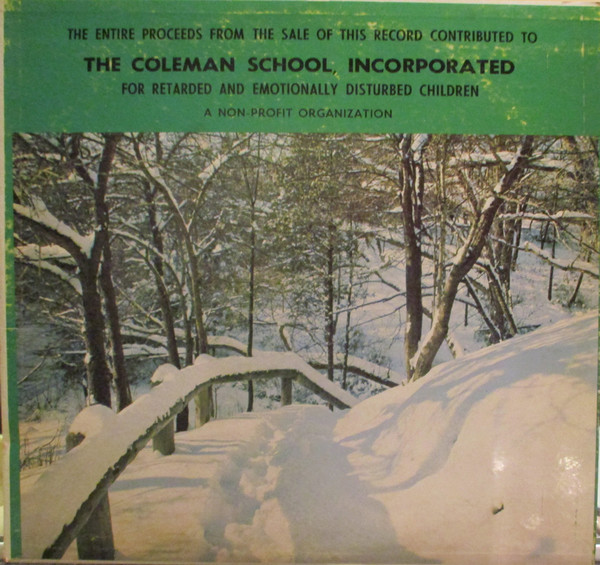 THE ENTIRE PROCEEDS FROM THE SALE OF THIS RECORD CONTRIBUTED TO
THE COLEMAN SCHOOL, INCORPORATED
FOR RETARDED AND EMOTIONALLY DISTURBED CHILDREN
A NON-PROFIT ORGANIZATION